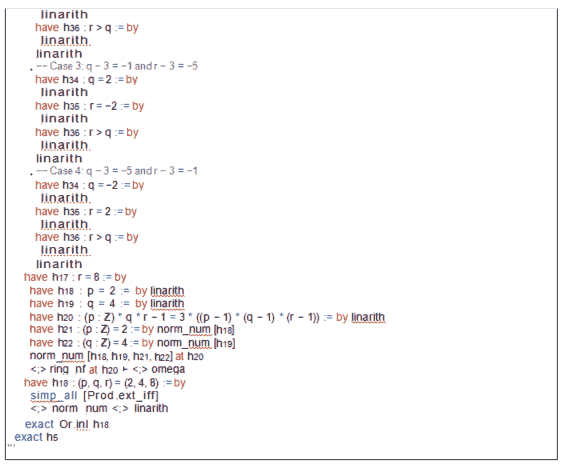 linarith
have h36 : r > q := by
linarith
linarith
. -- Case 3: q - 3 = -1 and r - 3 = -5
have h34 : q = 2 := by
linarith
have h35 : r = -2 := by
linarith
have h36 : r > q := by
linarith
linarith
. -- Case 4: q - 3 = -5 and r - 3 = -1
have h34 : q = -2 := by
linarith
have h35 : r = 2 := by
linarith
have h36 : r > q := by
linarith
linarith
have h17 : r = 8 := by
have h18 : p = 2 := by linarith
have h19 : q = 4 := by linarith
have h20 : (p : Z) * q * r - 1 = 3 * ((p - 1) * (q - 1) * (r - 1)) := by linarith
have h21 : (p : Z) = 2 := by norm_num [h18]
have h22 : (q : Z) = 4 := by norm_num [h19]
norm_num [h18, h19, h21, h22] at h20
<;> ring_nf at h20 ⊢ <;> omega
have h18 : (p, q, r) = (2, 4, 8) := by
simp_all [Prod.ext_iff]
<;> norm_num <;> linarith
exact Or.inl h18
exact h5
```